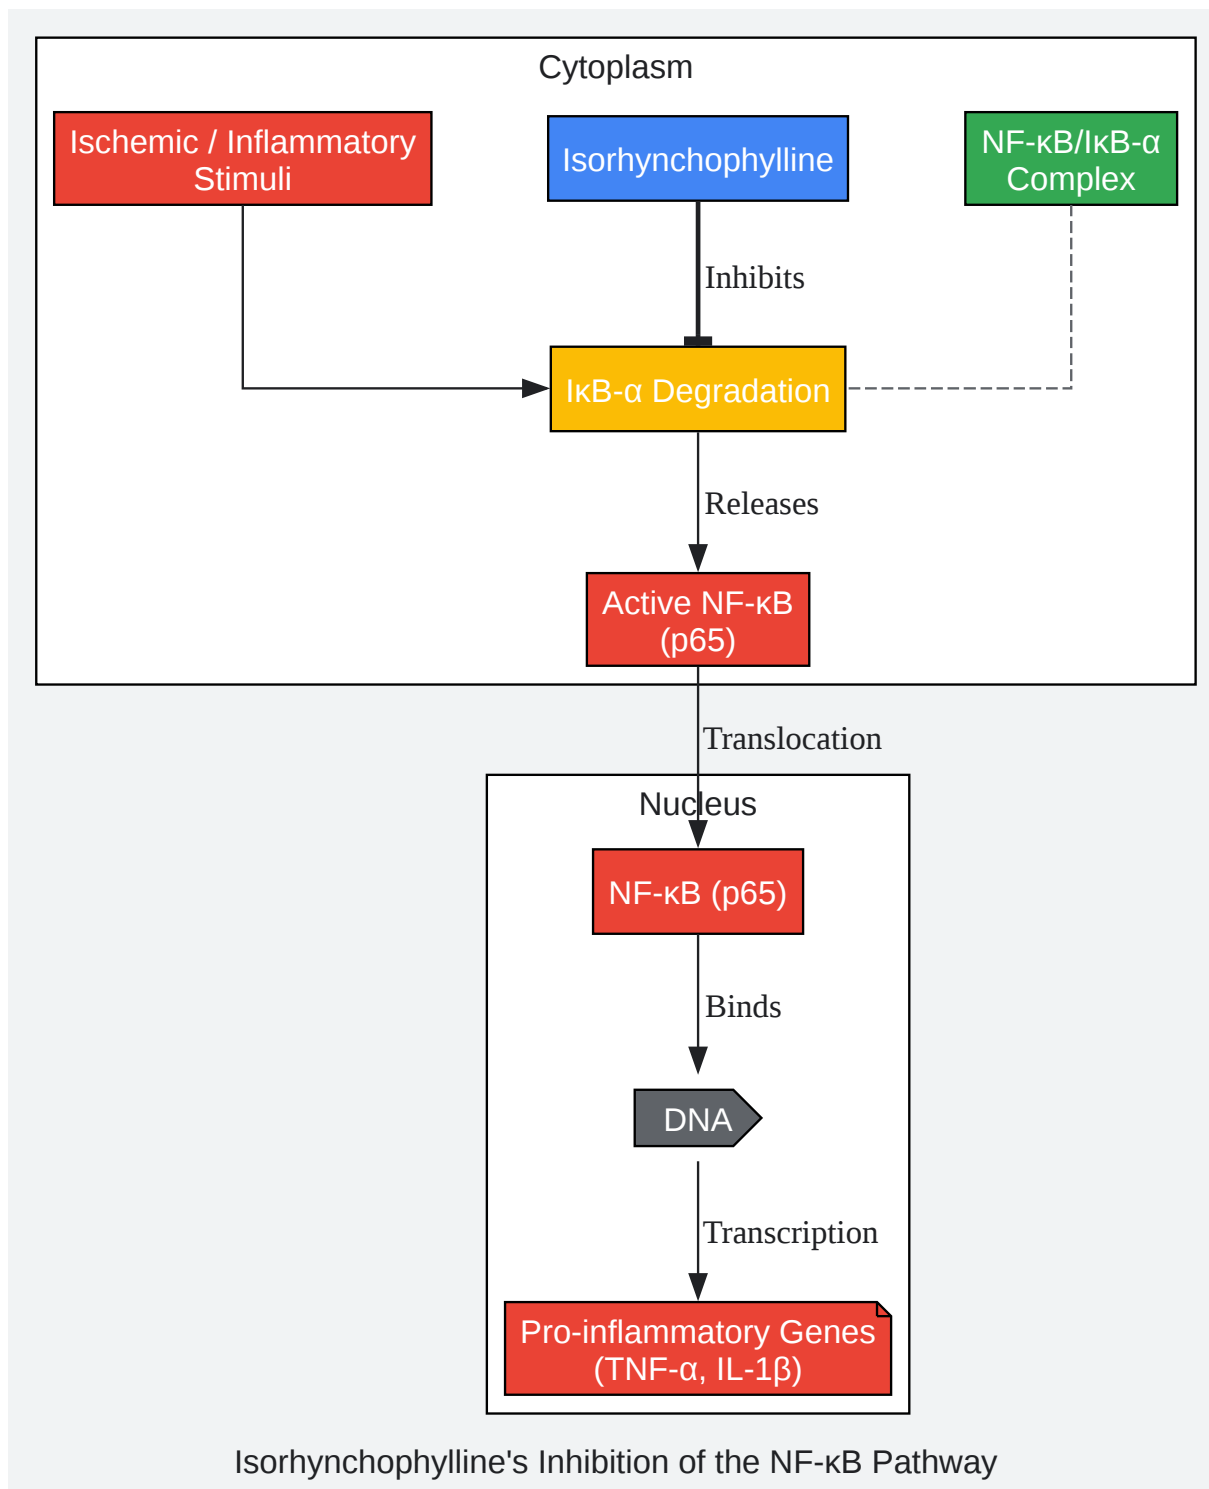 Cytoplasm
Ischemic / Inflammatory
Stimuli
Isorhynchophylline
NF-κB/IκB-α
Complex
Inhibits
IκB-α Degradation
Releases
Active NF-κB
(p65)
Translocation
Nucleus
NF-κB (p65)
Binds
DNA
Transcription
Pro-inflammatory Genes
(TNF-α, IL-1β)
Isorhynchophylline's Inhibition of the NF-κB Pathway